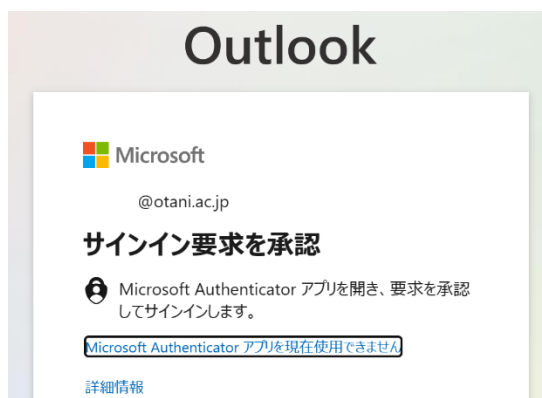 Outlook
Microsoft
@otani.ac.jp
サインイン要求を承認
Microsoft Authenticator アプリを開き、要求を承認
してサインインします。
Microsoft Authenticator アプリを現在使用できません
詳細情報